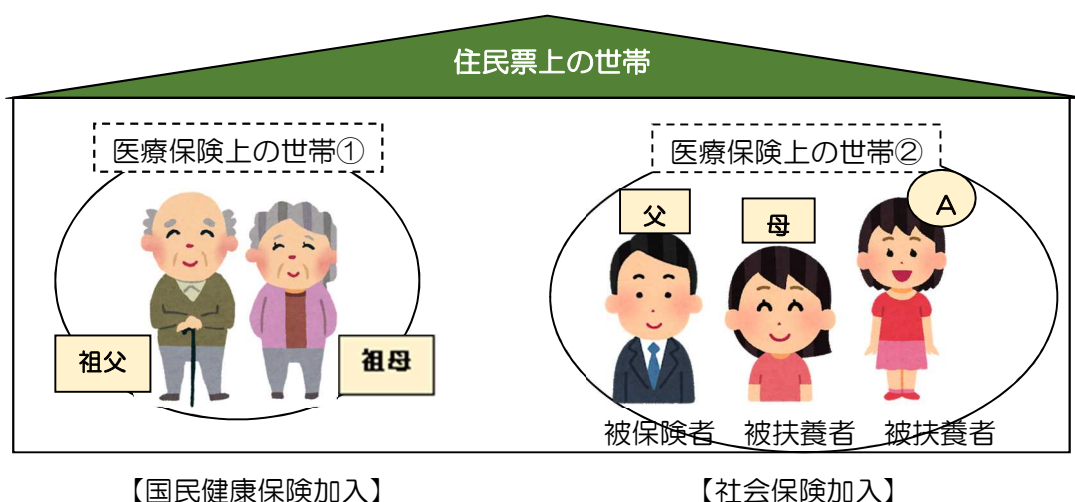 住民票上の世帯
医療保険上の世帯①
医療保険上の世帯②
父
母
A
祖父
祖母
被保険者
被扶養者
被扶養者
【国民健康保険加入】
【社会保険加入】